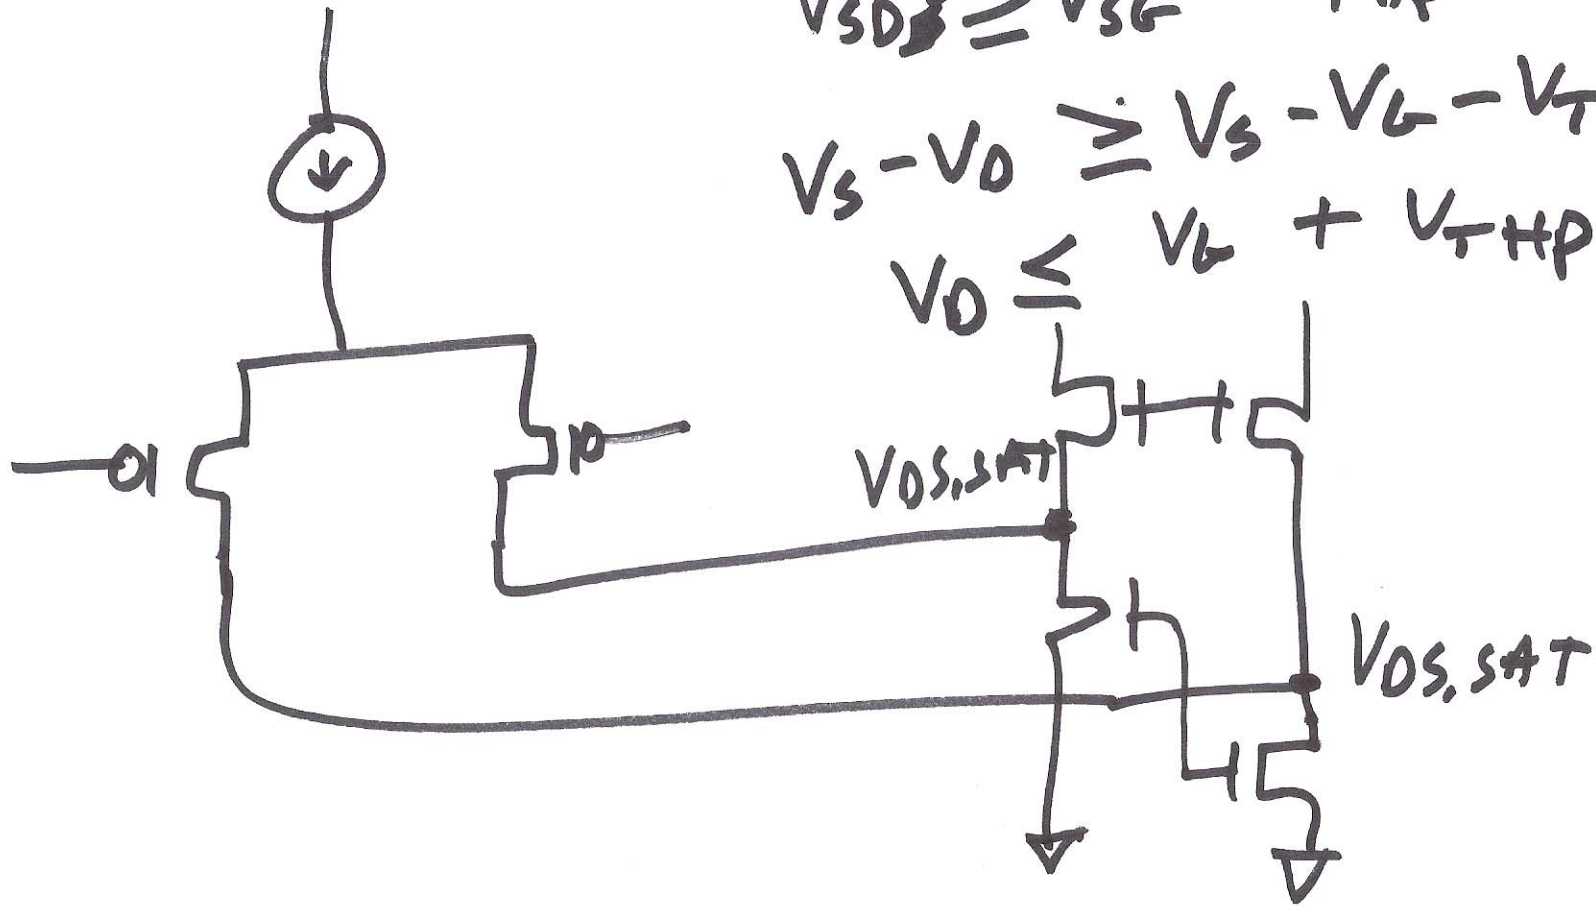 VSD ≥ VSG
VS - VD ≥ VS - VG - VT
VD ≤ VG + VTHP
VDS,SAT
VDS,SAT